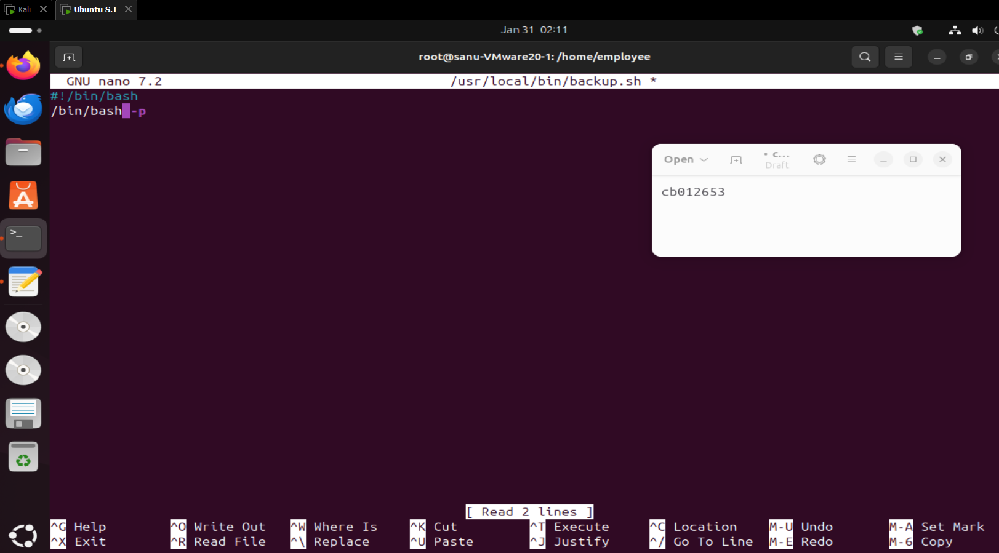 Kali
Ubuntu S.T
Jan 31 02:11
root@sanu-VMware20-1: /home/employee
GNU nano 7.2 /usr/local/bin/backup.sh *
#!/bin/bash
/bin/bash -p
Open
• c...
Draft
cb012653
[ Read 2 lines ]
^G Help ^O Write Out ^W Where Is ^K Cut ^T Execute ^C Location M-U Undo M-A Set Mark
^X Exit ^R Read File ^\ Replace ^U Paste ^J Justify ^/ Go To Line M-E Redo M-6 Copy